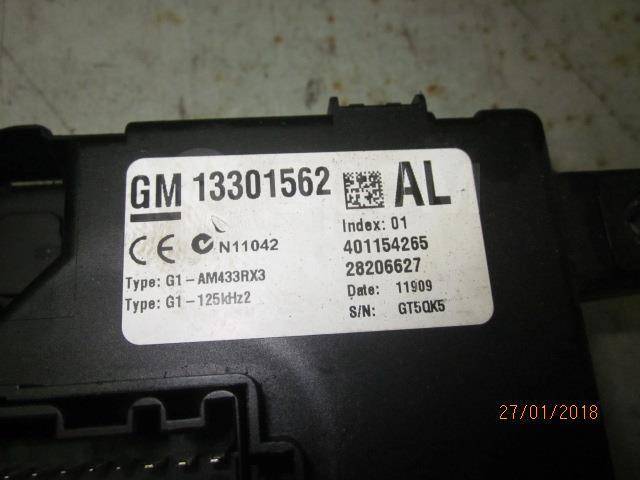 GM 13301562 AL
Index: 01
CE N11042 401154265
28206627
Type: G1-AM433RX3
Date: 11909
Type: G1-125kHz2
S/N: GT5QK5
27/01/2018